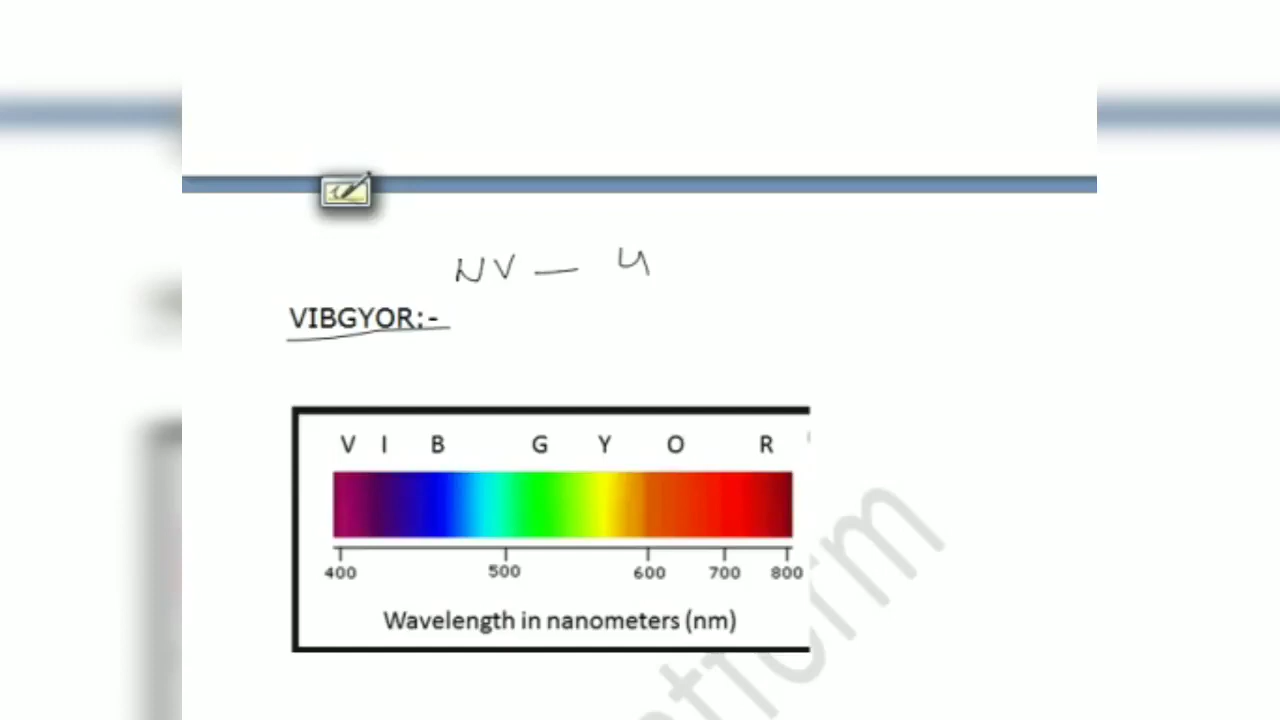 NV — 4
VIBGYOR:-
V I B G Y O R
400 500 600 700 800
Wavelength in nanometers (nm)